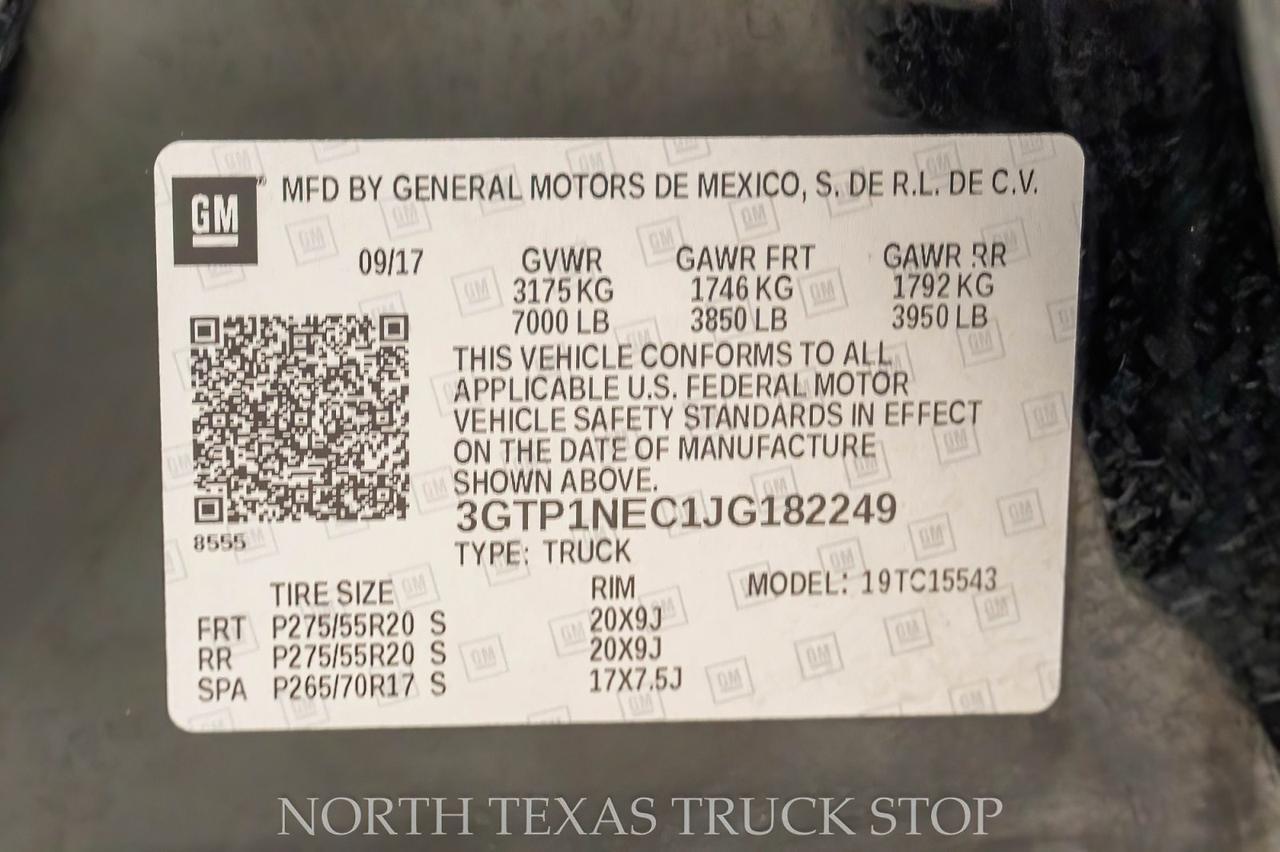 GM® MFD BY GENERAL MOTORS DE MEXICO, S. DE R.L. DE C.V.
09/17 GVWR GAWR FRT GAWR RR
3175 KG 1746 KG 1792 KG
7000 LB 3850 LB 3950 LB
THIS VEHICLE CONFORMS TO ALL
APPLICABLE U.S. FEDERAL MOTOR
VEHICLE SAFETY STANDARDS IN EFFECT
ON THE DATE OF MANUFACTURE
SHOWN ABOVE.
3GTP1NEC1JG182249
8555
TYPE: TRUCK
TIRE SIZE RIM MODEL: 19TC15543
FRT P275/55R20 S 20X9J
RR P275/55R20 S 20X9J
SPA P265/70R17 S 17X7.5J
NORTH TEXAS TRUCK STOP